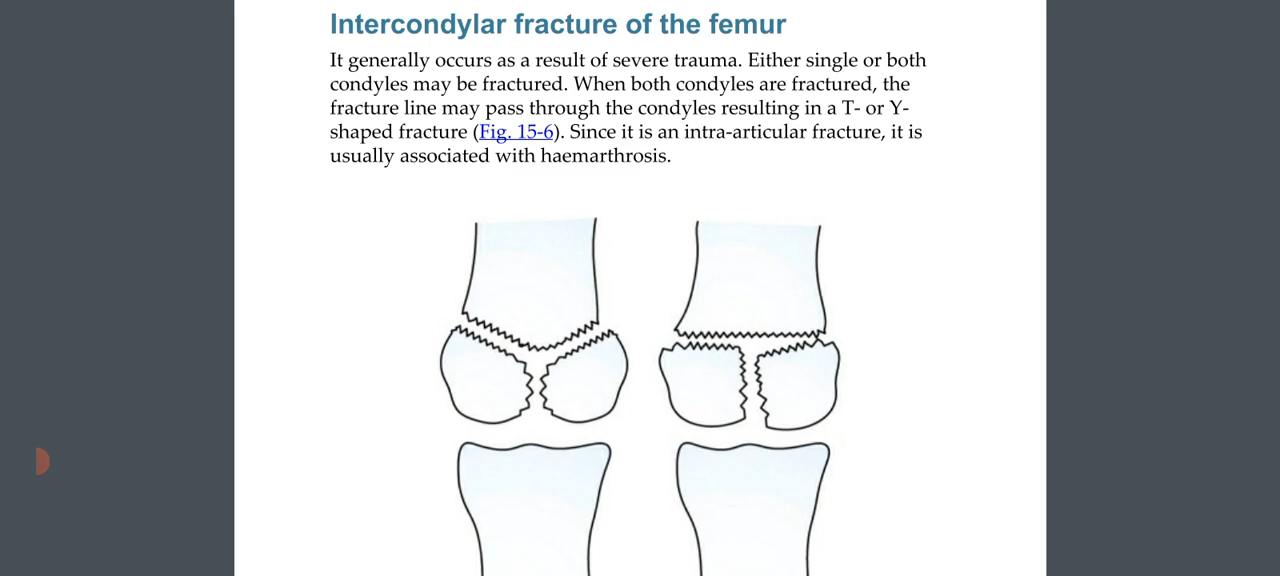 Intercondylar fracture of the femur
It generally occurs as a result of severe trauma. Either single or both
condyles may be fractured. When both condyles are fractured, the
fracture line may pass through the condyles resulting in a T- or Y-
shaped fracture (Fig. 15-6). Since it is an intra-articular fracture, it is
usually associated with haemarthrosis.